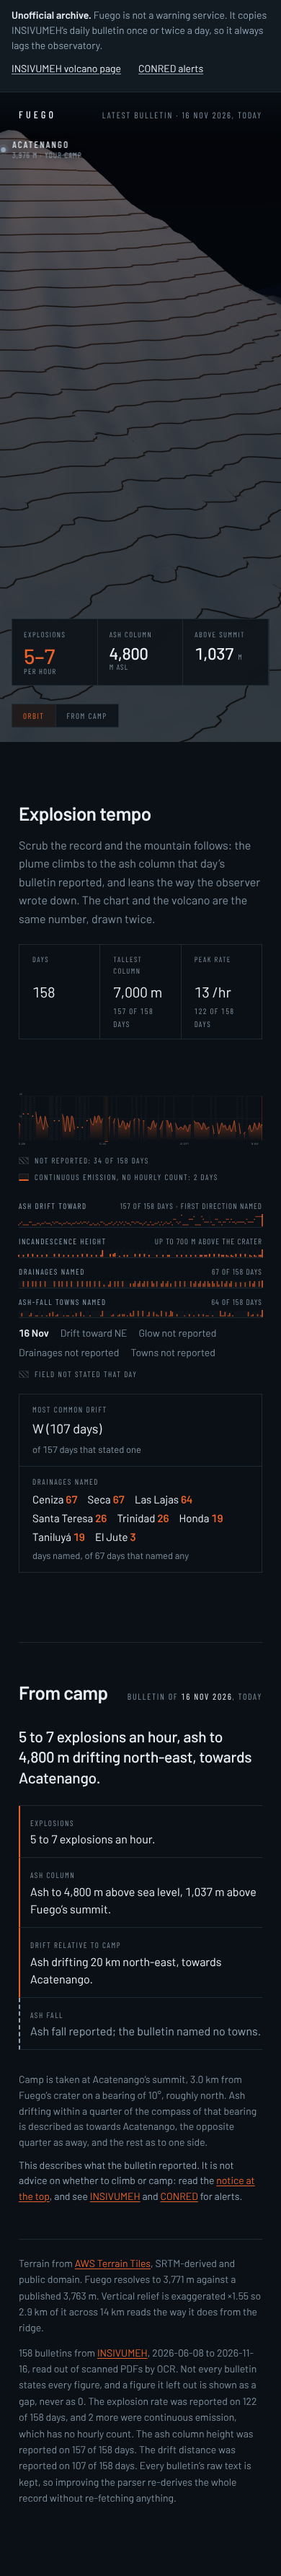 Unofficial archive. Fuego is not a warning service. It copies
INSIVUMEH's daily bulletin once or twice a day, so it always
lags the observatory.
INSIVUMEH volcano page CONRED alerts
FUEGO
LATEST BULLETIN · 16 NOV 2026, TODAY
ACATENANGO
3,976 M · YOUR CAMP
EXPLOSIONS
5–7
PER HOUR
ASH COLUMN
4,800
M ASL
ABOVE SUMMIT
1,037 M
ORBIT FROM CAMP
Explosion tempo
Scrub the record and the mountain follows: the
plume climbs to the ash column that day's
bulletin reported, and leans the way the observer
wrote down. The chart and the volcano are the
same number, drawn twice.
DAYS
158
TALLEST
COLUMN
7,000 m
157 OF 158
DAYS
PEAK RATE
13 /hr
122 OF 158
DAYS
NOT REPORTED: 34 OF 158 DAYS
CONTINUOUS EMISSION, NO HOURLY COUNT: 2 DAYS
ASH DRIFT TOWARD 157 OF 158 DAYS · FIRST DIRECTION NAMED
INCANDESCENCE HEIGHT UP TO 700 M ABOVE THE CRATER
DRAINAGES NAMED 67 OF 158 DAYS
ASH-FALL TOWNS NAMED 64 OF 158 DAYS
16 Nov Drift toward NE Glow not reported
Drainages not reported Towns not reported
FIELD NOT STATED THAT DAY
MOST COMMON DRIFT
W (107 days)
of 157 days that stated one
DRAINAGES NAMED
Ceniza 67 Seca 67 Las Lajas 64
Santa Teresa 26 Trinidad 26 Honda 19
Taniluyá 19 El Jute 3
days named, of 67 days that named any
From camp
BULLETIN OF 16 NOV 2026, TODAY
5 to 7 explosions an hour, ash to
4,800 m drifting north-east, towards
Acatenango.
EXPLOSIONS
5 to 7 explosions an hour.
ASH COLUMN
Ash to 4,800 m above sea level, 1,037 m above
Fuego's summit.
DRIFT RELATIVE TO CAMP
Ash drifting 20 km north-east, towards
Acatenango.
ASH FALL
Ash fall reported; the bulletin named no towns.
Camp is taken at Acatenango's summit, 3.0 km from
Fuego's crater on a bearing of 10°, roughly north. Ash
drifting within a quarter of the compass of that bearing
is described as towards Acatenango, the opposite
quarter as away, and the rest as to one side.
This describes what the bulletin reported. It is not
advice on whether to climb or camp: read the notice at
the top, and see INSIVUMEH and CONRED for alerts.
Terrain from AWS Terrain Tiles, SRTM-derived and
public domain. Fuego resolves to 3,771 m against a
published 3,763 m. Vertical relief is exaggerated ×1.55 so
2.9 km of it across 14 km reads the way it does from the
ridge.
158 bulletins from INSIVUMEH, 2026-06-08 to 2026-11-
16, read out of scanned PDFs by OCR. Not every bulletin
states every figure, and a figure it left out is shown as a
gap, never as 0. The explosion rate was reported on 122
of 158 days, and 2 more were continuous emission,
which has no hourly count. The ash column height was
reported on 157 of 158 days. The drift distance was
reported on 107 of 158 days. Every bulletin's raw text is
kept, so improving the parser re-derives the whole
record without re-fetching anything.